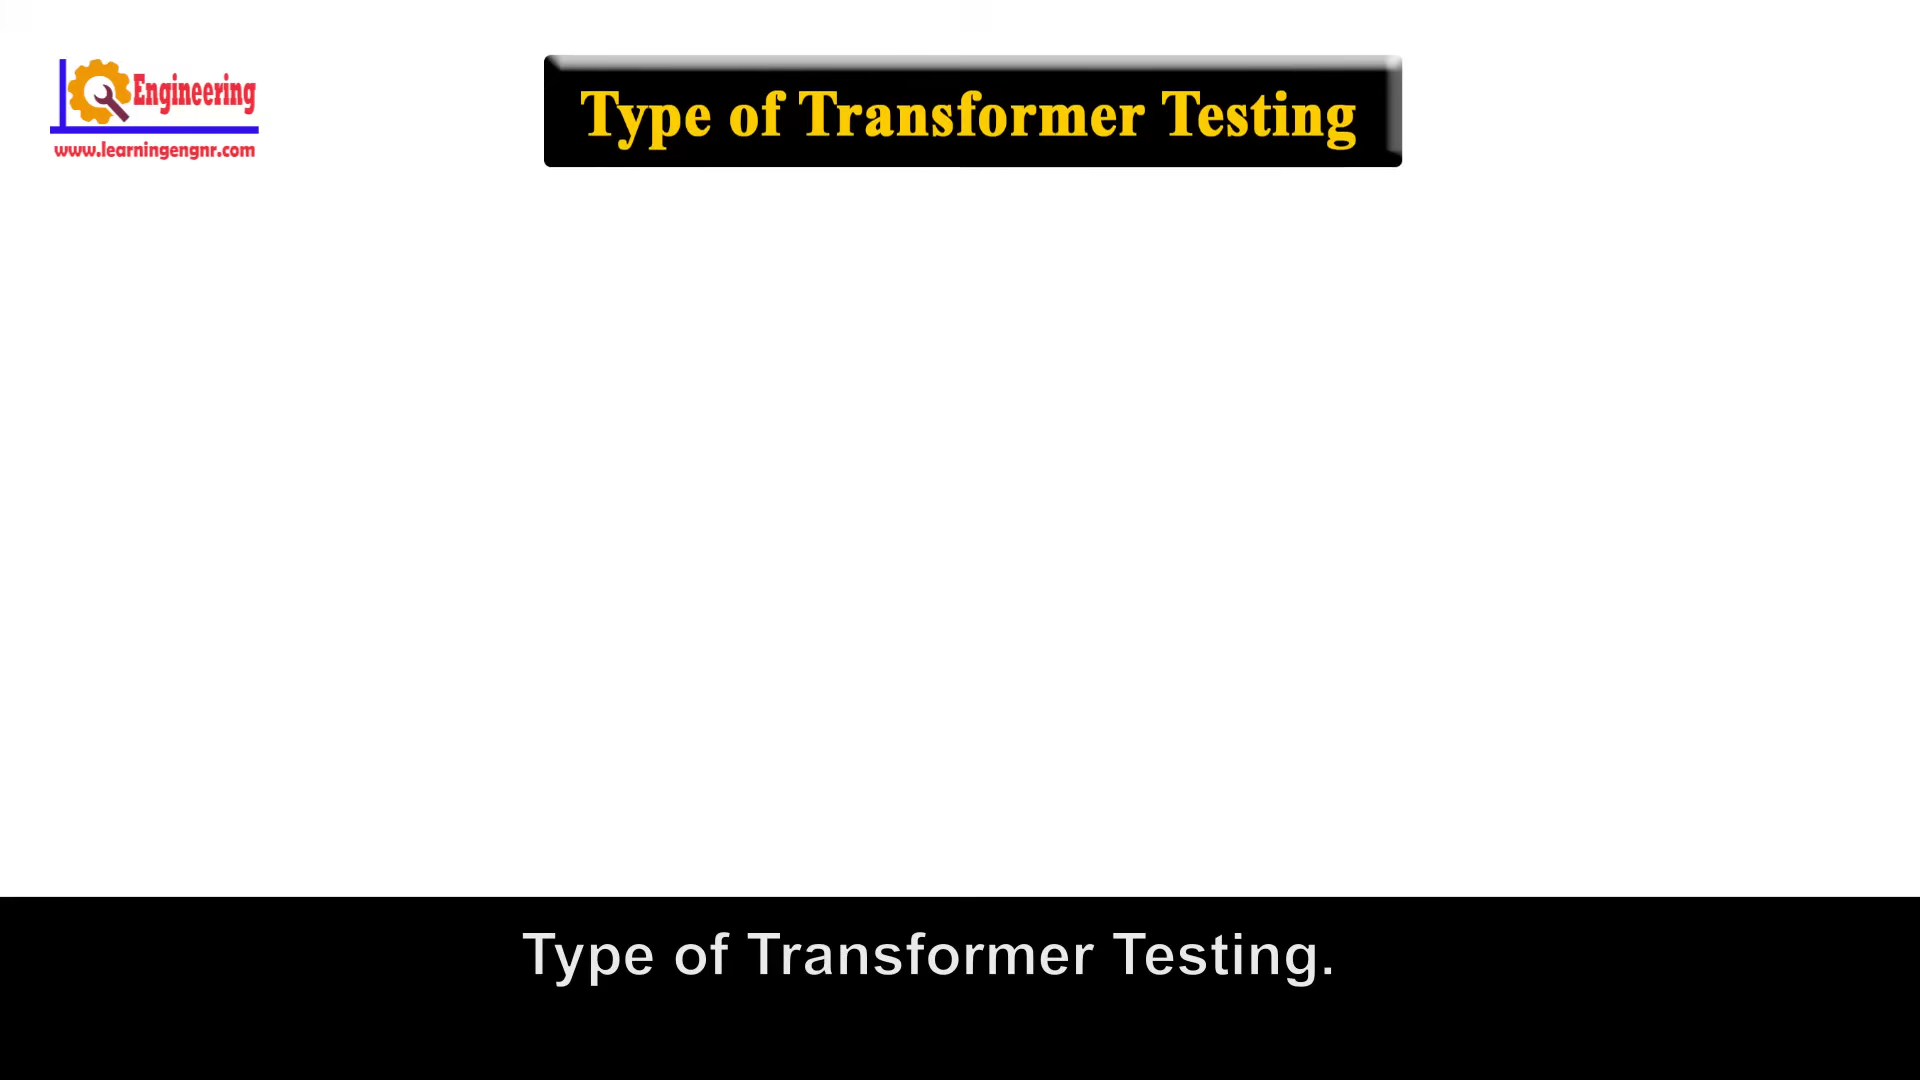 Engineering
www.learningengnr.com
Type of Transformer Testing
Type of Transformer Testing.